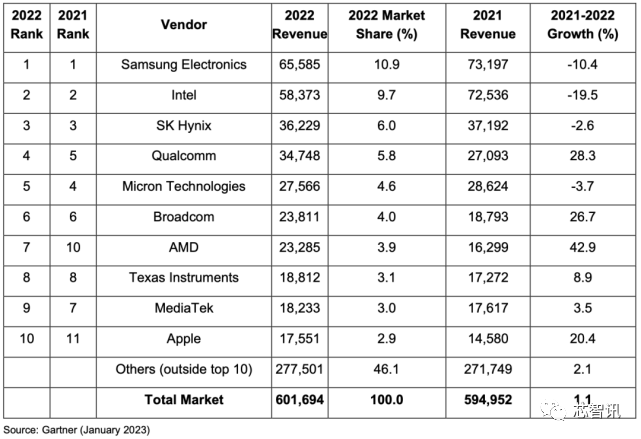 2022 Rank 2021 Rank Vendor 2022 Revenue 2022 Market Share (%) 2021 Revenue 2021-2022 Growth (%)
1 1 Samsung Electronics 65,585 10.9 73,197 -10.4
2 2 Intel 58,373 9.7 72,536 -19.5
3 3 SK Hynix 36,229 6.0 37,192 -2.6
4 5 Qualcomm 34,748 5.8 27,093 28.3
5 4 Micron Technologies 27,566 4.6 28,624 -3.7
6 6 Broadcom 23,811 4.0 18,793 26.7
7 10 AMD 23,285 3.9 16,299 42.9
8 8 Texas Instruments 18,812 3.1 17,272 8.9
9 7 MediaTek 18,233 3.0 17,617 3.5
10 11 Apple 17,551 2.9 14,580 20.4
Others (outside top 10) 277,501 46.1 271,749 2.1
Total Market 601,694 100.0 594,952 1.1
芯智讯
Source: Gartner (January 2023)